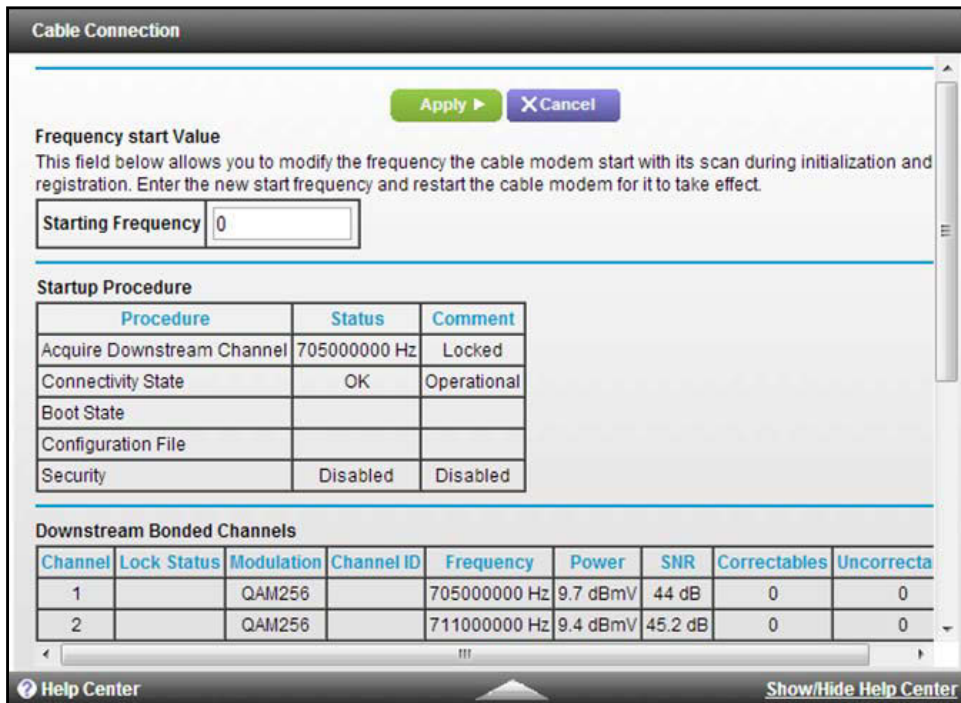 Cable Connection
Apply
Cancel
Frequency start Value
This field below allows you to modify the frequency the cable modem start with its scan during initialization and
registration. Enter the new start frequency and restart the cable modem for it to take effect.
Starting Frequency 0
Startup Procedure
Procedure Status Comment
Acquire Downstream Channel 705000000 Hz Locked
Connectivity State OK Operational
Boot State
Configuration File
Security Disabled Disabled
Downstream Bonded Channels
Channel Lock Status Modulation Channel ID Frequency Power SNR Correctables Uncorrecta
1 QAM256 705000000 Hz 9.7 dBmV 44 dB 0 0
2 QAM256 711000000 Hz 9.4 dBmV 45.2 dB 0 0
Help Center
Show/Hide Help Center